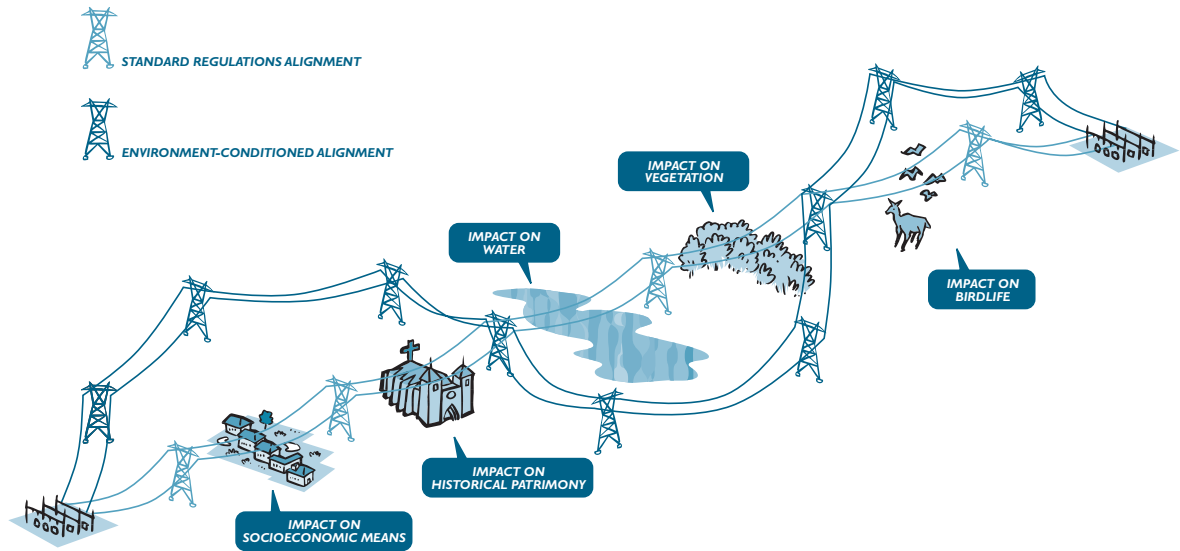 STANDARD REGULATIONS ALIGNMENT
ENVIRONMENT-CONDITIONED ALIGNMENT
IMPACT ON
VEGETATION
IMPACT ON
WATER
IMPACT ON
BIRDLIFE
IMPACT ON
HISTORICAL PATRIMONY
IMPACT ON
SOCIOECONOMIC MEANS